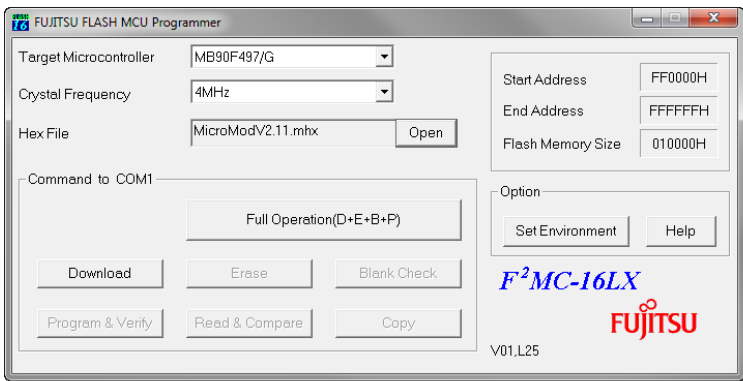 FUJITSU FLASH MCU Programmer
Target Microcontroller
MB90F497/G
Crystal Frequency
4MHz
Hex File
MicroModV2.11.mhx
Open
Start Address
FF0000H
End Address
FFFFFFH
Flash Memory Size
010000H
Command to COM1
Full Operation(D+E+B+P)
Download
Erase
Blank Check
Program & Verify
Read & Compare
Copy
Option
Set Environment
Help
F²MC-16LX
FUJITSU
V01,L25